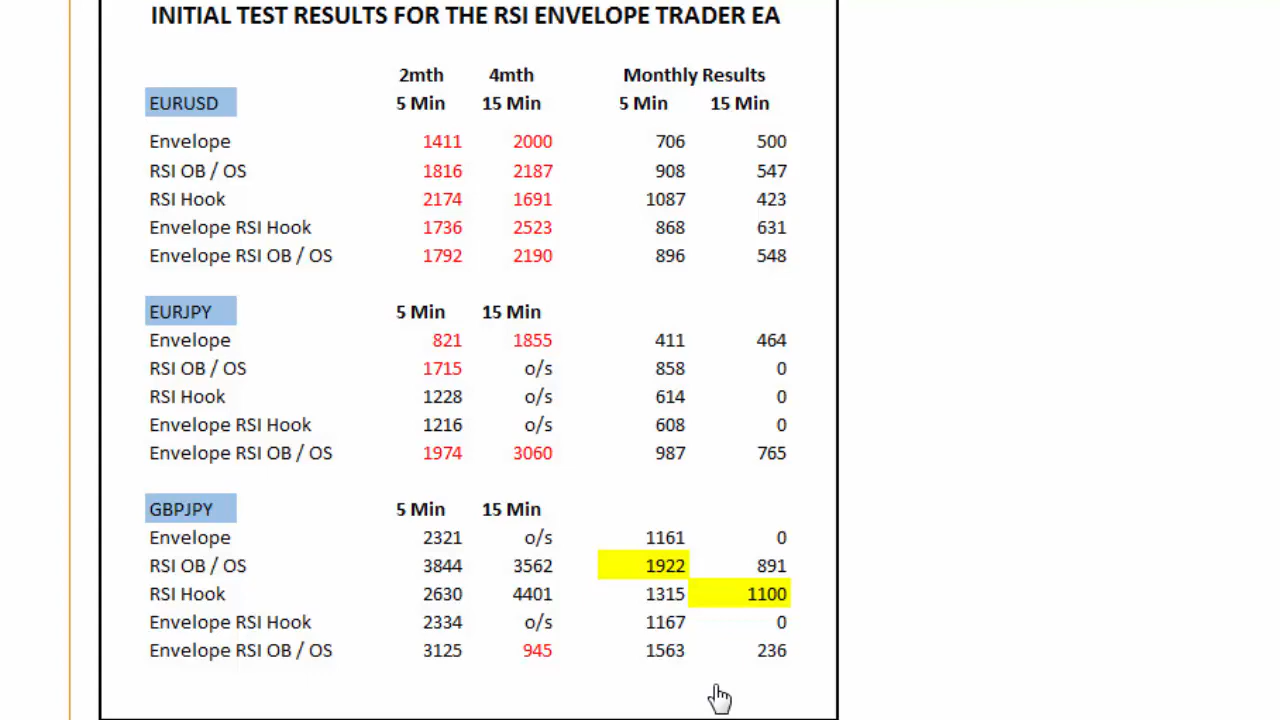 INITIAL TEST RESULTS FOR THE RSI ENVELOPE TRADER EA
2mth 4mth Monthly Results
EURUSD 5 Min 15 Min 5 Min 15 Min
Envelope 1411 2000 706 500
RSI OB / OS 1816 2187 908 547
RSI Hook 2174 1691 1087 423
Envelope RSI Hook 1736 2523 868 631
Envelope RSI OB / OS 1792 2190 896 548
EURJPY 5 Min 15 Min
Envelope 821 1855 411 464
RSI OB / OS 1715 o/s 858 0
RSI Hook 1228 o/s 614 0
Envelope RSI Hook 1216 o/s 608 0
Envelope RSI OB / OS 1974 3060 987 765
GBPJPY 5 Min 15 Min
Envelope 2321 o/s 1161 0
RSI OB / OS 3844 3562 1922 891
RSI Hook 2630 4401 1315 1100
Envelope RSI Hook 2334 o/s 1167 0
Envelope RSI OB / OS 3125 945 1563 236